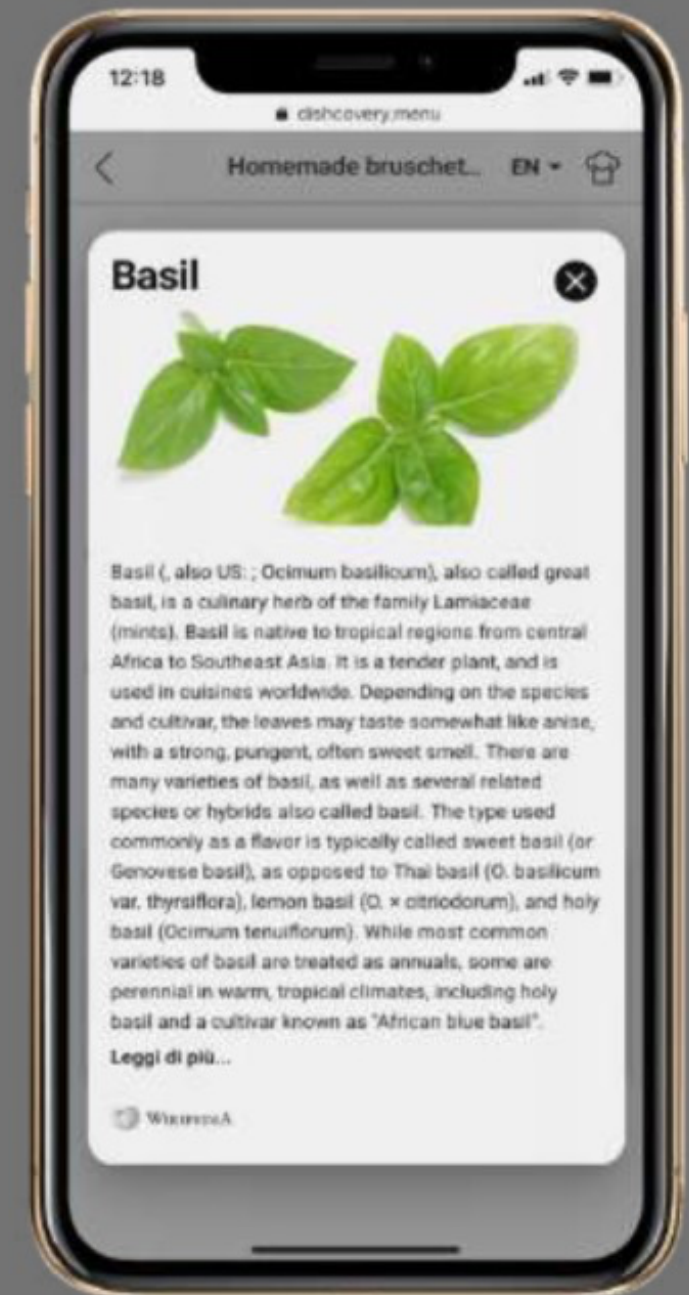 12:18
dishcovery.menu
Homemade bruschet... EN
Basil
Basil (, also US: ; Ocimum basilicum), also called great
basil, is a culinary herb of the family Lamiaceae
(mints). Basil is native to tropical regions from central
Africa to Southeast Asia. It is a tender plant, and is
used in cuisines worldwide. Depending on the species
and cultivar, the leaves may taste somewhat like anise,
with a strong, pungent, often sweet smell. There are
many varieties of basil, as well as several related
species or hybrids also called basil. The type used
commonly as a flavor is typically called sweet basil (or
Genovese basil), as opposed to Thai basil (O. basilicum
var. thyrsiflora), lemon basil (O. × citriodorum), and holy
basil (Ocimum tenuiflorum). While most common
varieties of basil are treated as annuals, some are
perennial in warm, tropical climates, including holy
basil and a cultivar known as "African blue basil".
Leggi di più...
WIKIPEDIA